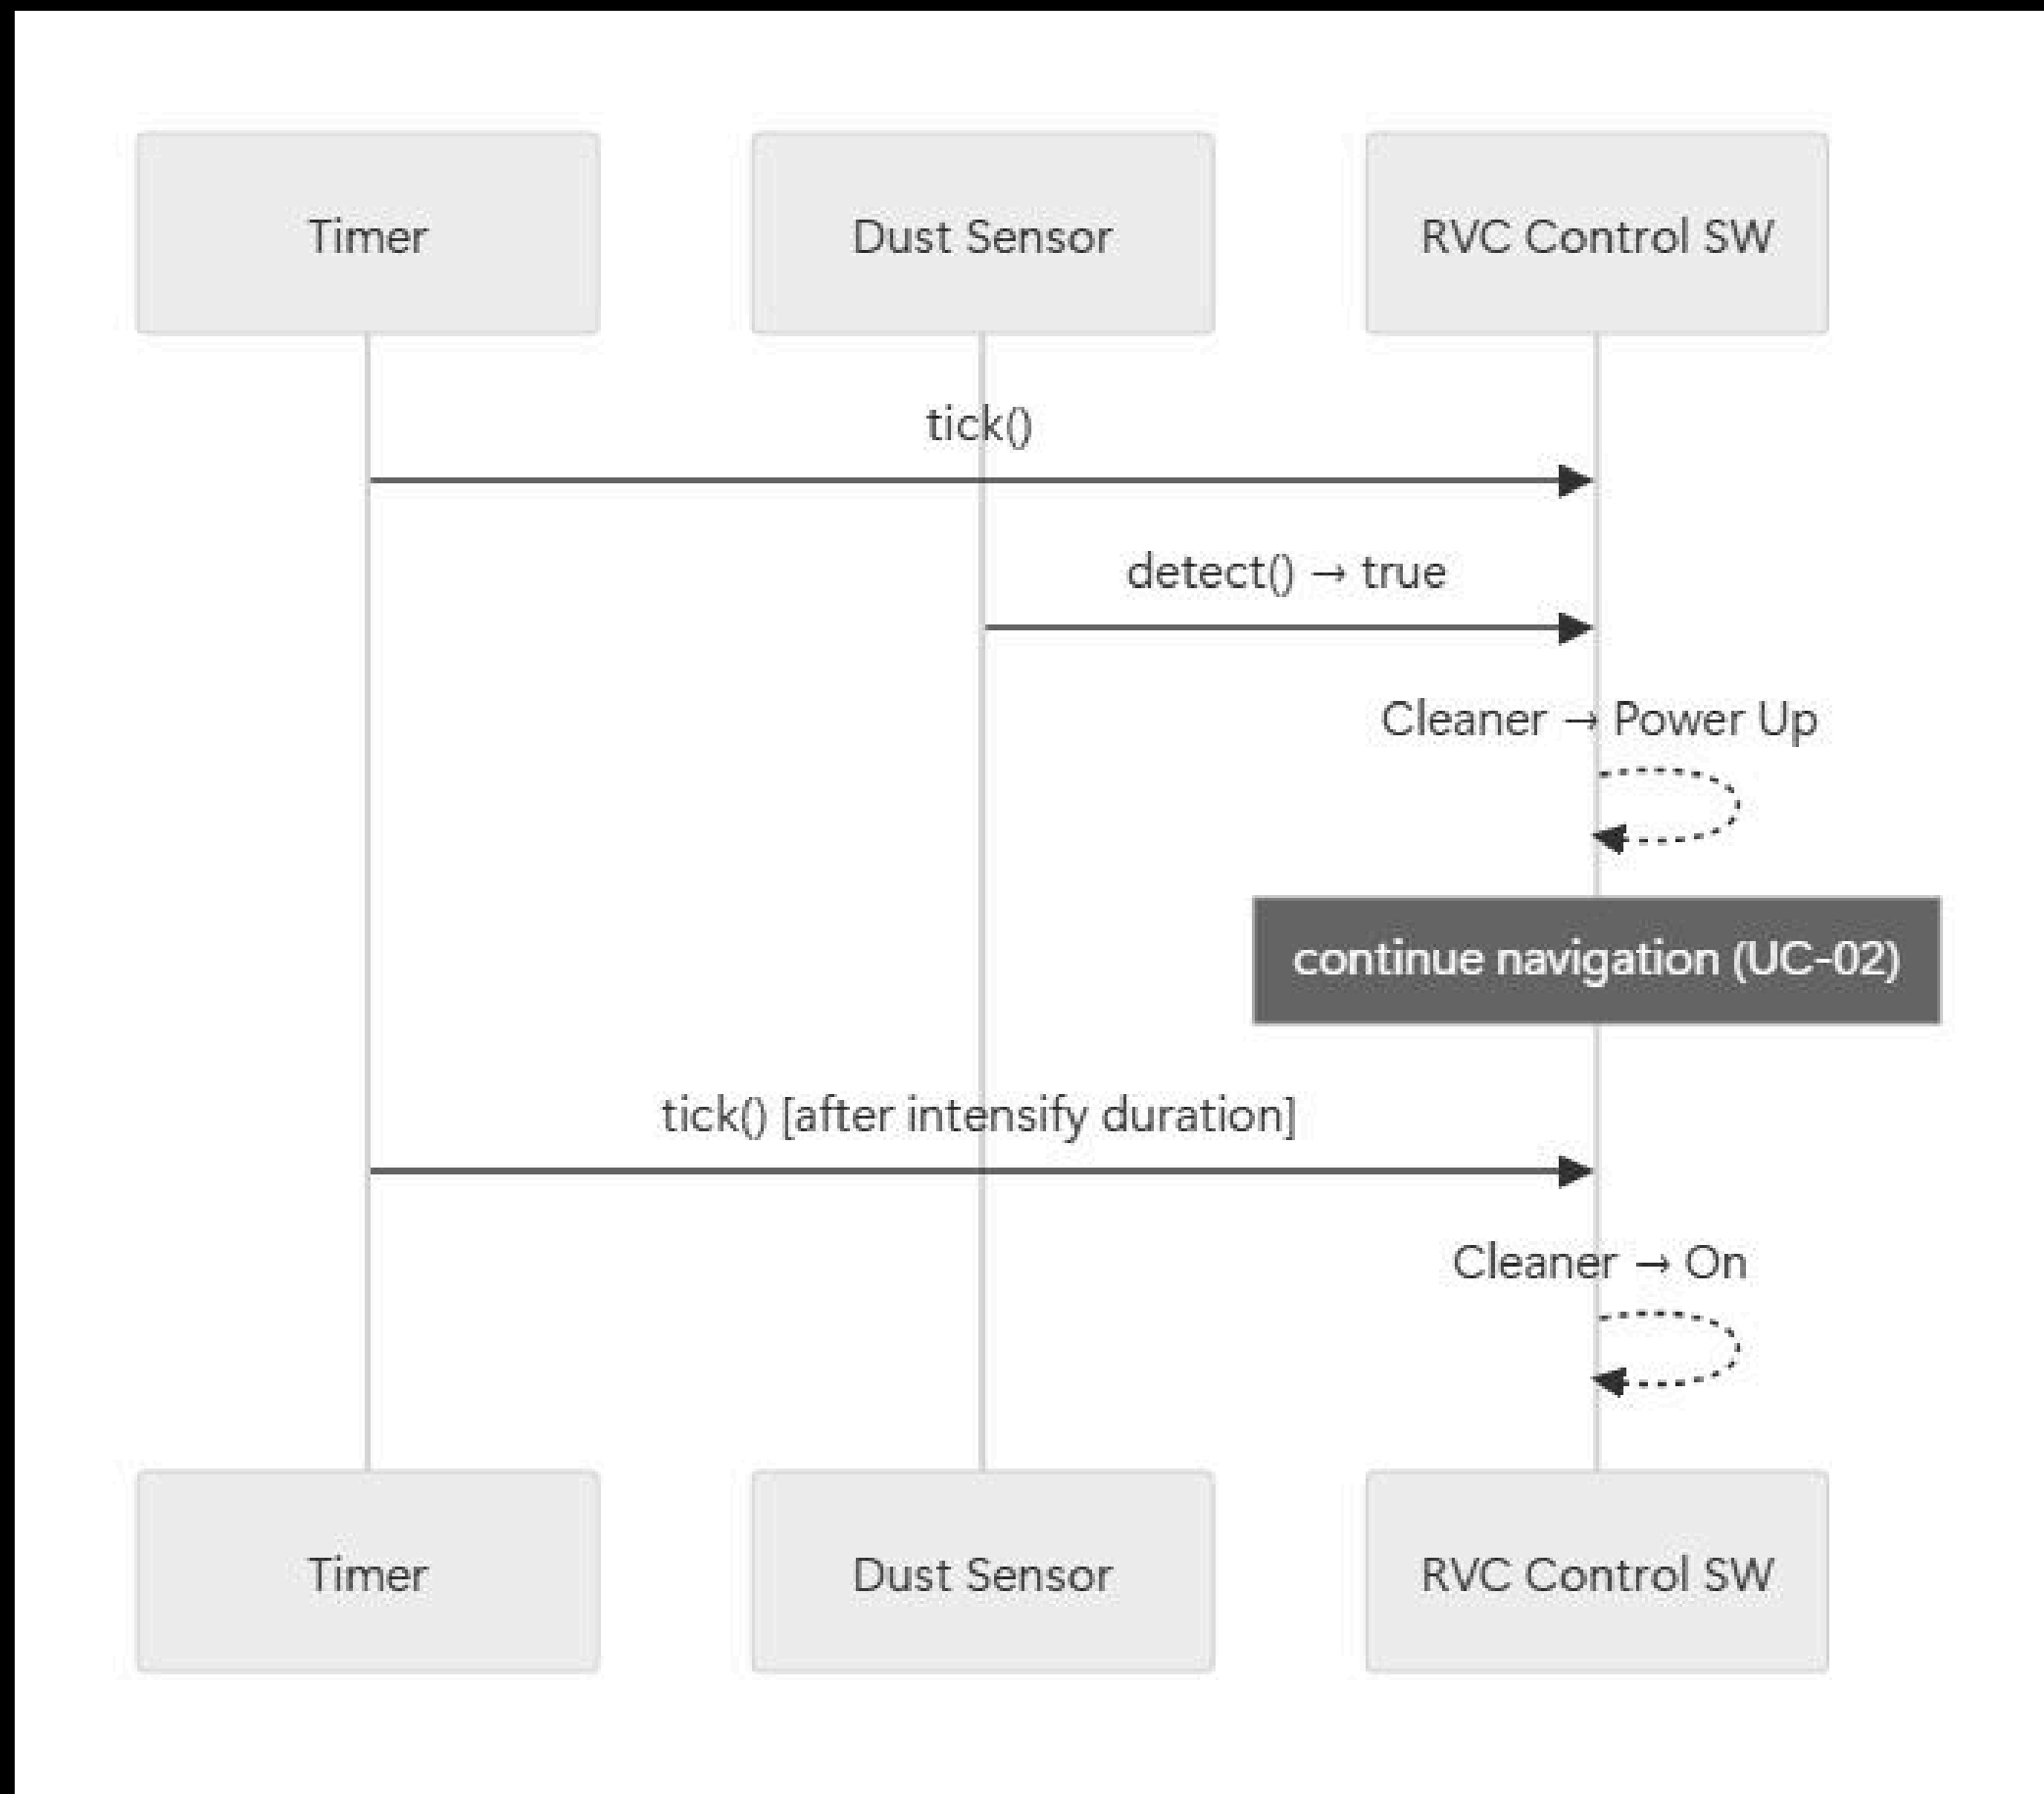 Timer
Dust Sensor
RVC Control SW
tick()
detect() → true
Cleaner → Power Up
continue navigation (UC-02)
tick() [after intensify duration]
Cleaner → On
Timer
Dust Sensor
RVC Control SW